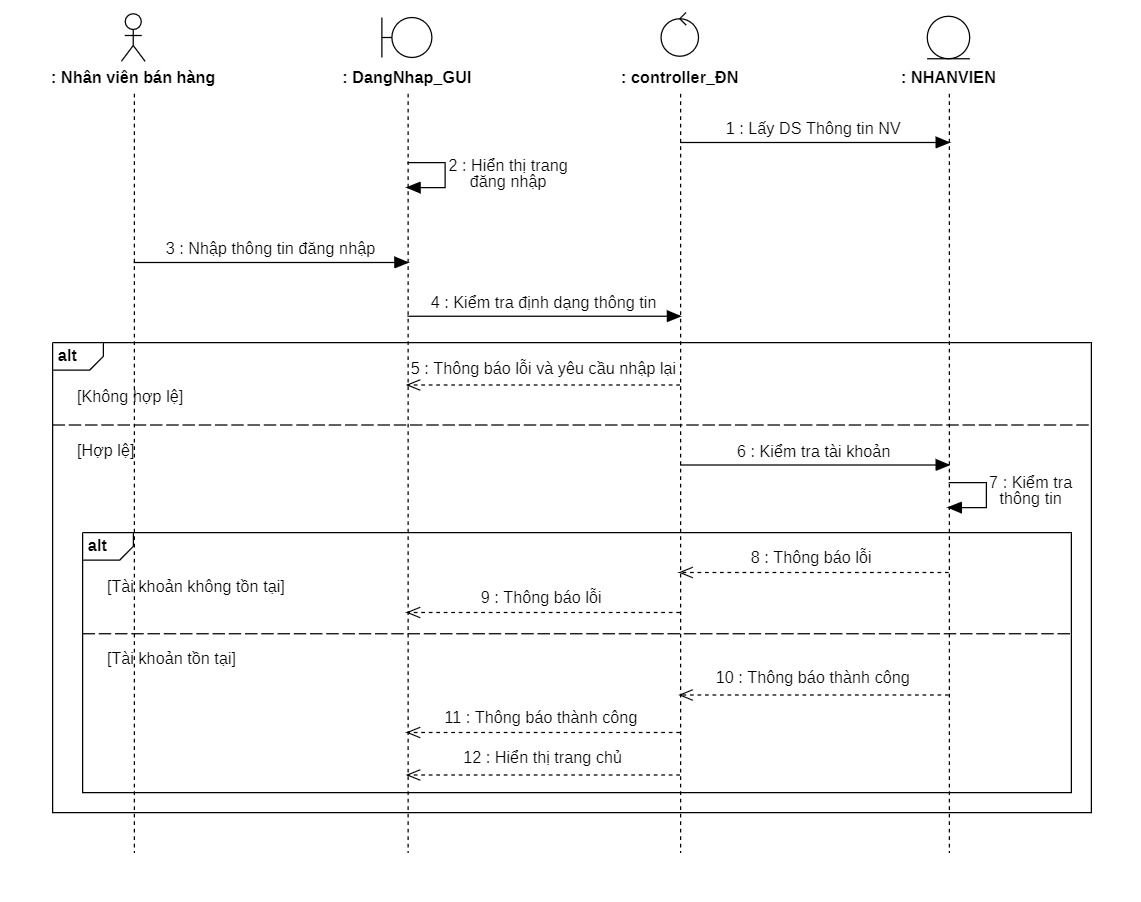 : Nhân viên bán hàng
: DangNhap_GUI
: controller_ĐN
: NHANVIEN
1 : Lấy DS Thông tin NV
2 : Hiển thị trang
đăng nhập
3 : Nhập thông tin đăng nhập
4 : Kiểm tra định dạng thông tin
alt
5 : Thông báo lỗi và yêu cầu nhập lại
[Không hợp lệ]
[Hợp lệ]
6 : Kiểm tra tài khoản
7 : Kiểm tra
thông tin
alt
8 : Thông báo lỗi
[Tài khoản không tồn tại]
9 : Thông báo lỗi
[Tài khoản tồn tại]
10 : Thông báo thành công
11 : Thông báo thành công
12 : Hiển thị trang chủ